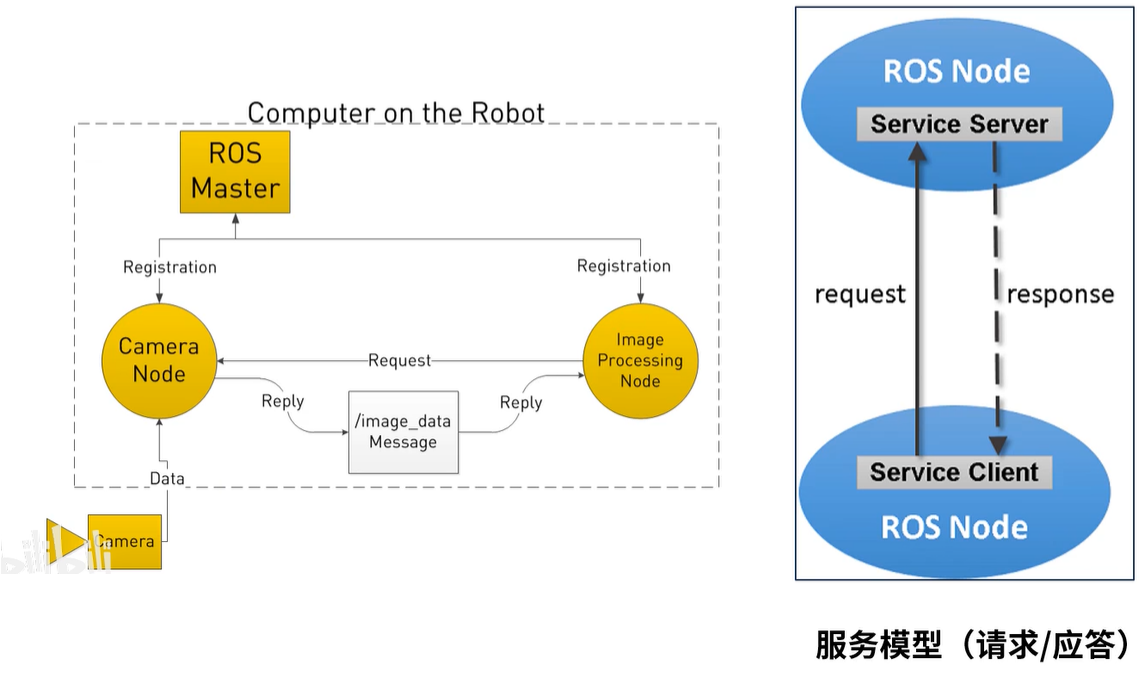 Computer on the Robot
ROS
Master
Registration
Registration
Camera
Node
Request
Image
Processing
Node
Reply
/image_data
Message
Reply
Data
Camera
bilibili
ROS Node
Service Server
request
response
Service Client
ROS Node
服务模型（请求/应答）